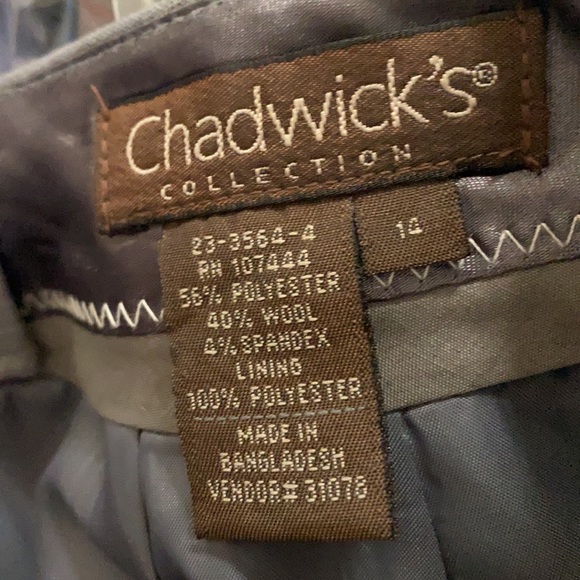 Chadwick's®
COLLECTION
14
23-3564-4
RN 107444
56% POLYESTER
40% WOOL
4% SPANDEX
LINING
100% POLYESTER
MADE IN
BANGLADESH
VENDOR# 31078